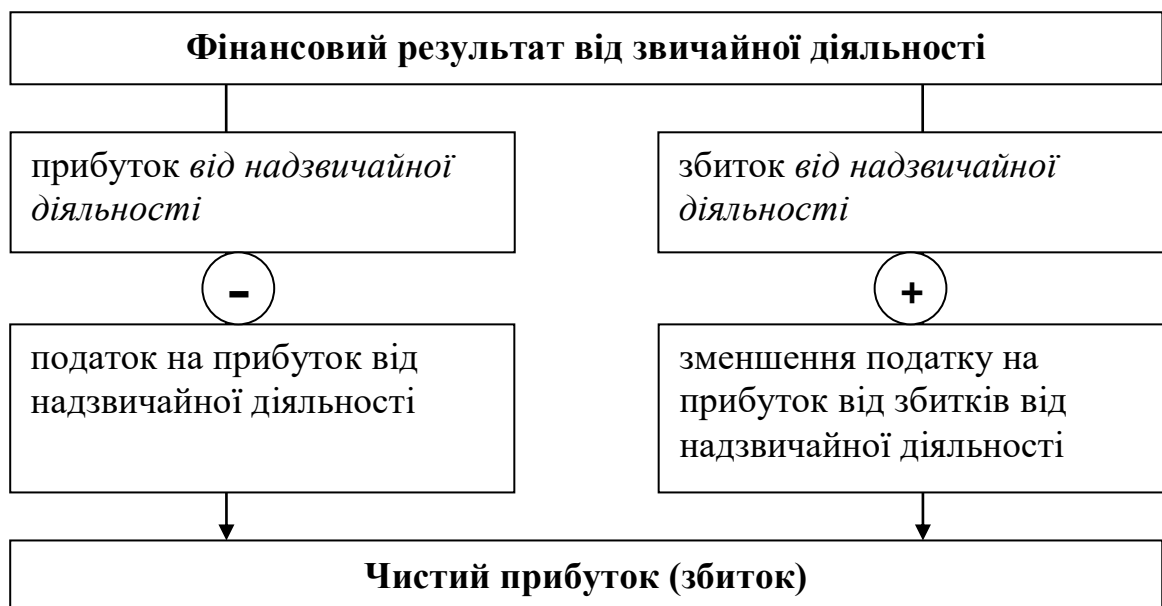 Фінансовий результат від звичайної діяльності
прибуток від надзвичайної
діяльності
збиток від надзвичайної
діяльності
-
+
податок на прибуток від
надзвичайної діяльності
зменшення податку на
прибуток від збитків від
надзвичайної діяльності
Чистий прибуток (збиток)